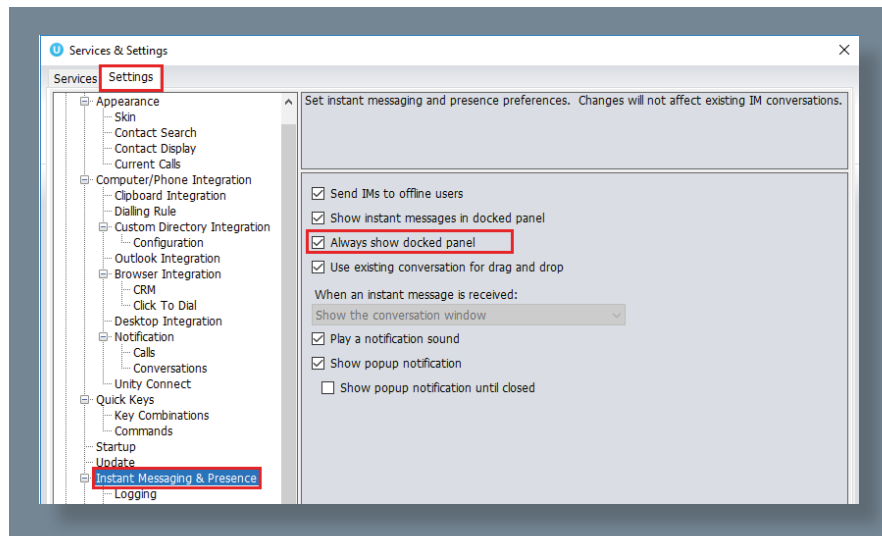 U Services & Settings
Services Settings
Appearance
Skin
Contact Search
Contact Display
Current Calls
Computer/Phone Integration
Clipboard Integration
Dialling Rule
Custom Directory Integration
Configuration
Outlook Integration
Browser Integration
CRM
Click To Dial
Desktop Integration
Notification
Calls
Conversations
Unity Connect
Quick Keys
Key Combinations
Commands
Startup
Update
Instant Messaging & Presence
Logging
Set instant messaging and presence preferences. Changes will not affect existing IM conversations.
Send IMs to offline users
Show instant messages in docked panel
Always show docked panel
Use existing conversation for drag and drop
When an instant message is received:
Show the conversation window
Play a notification sound
Show popup notification
Show popup notification until closed